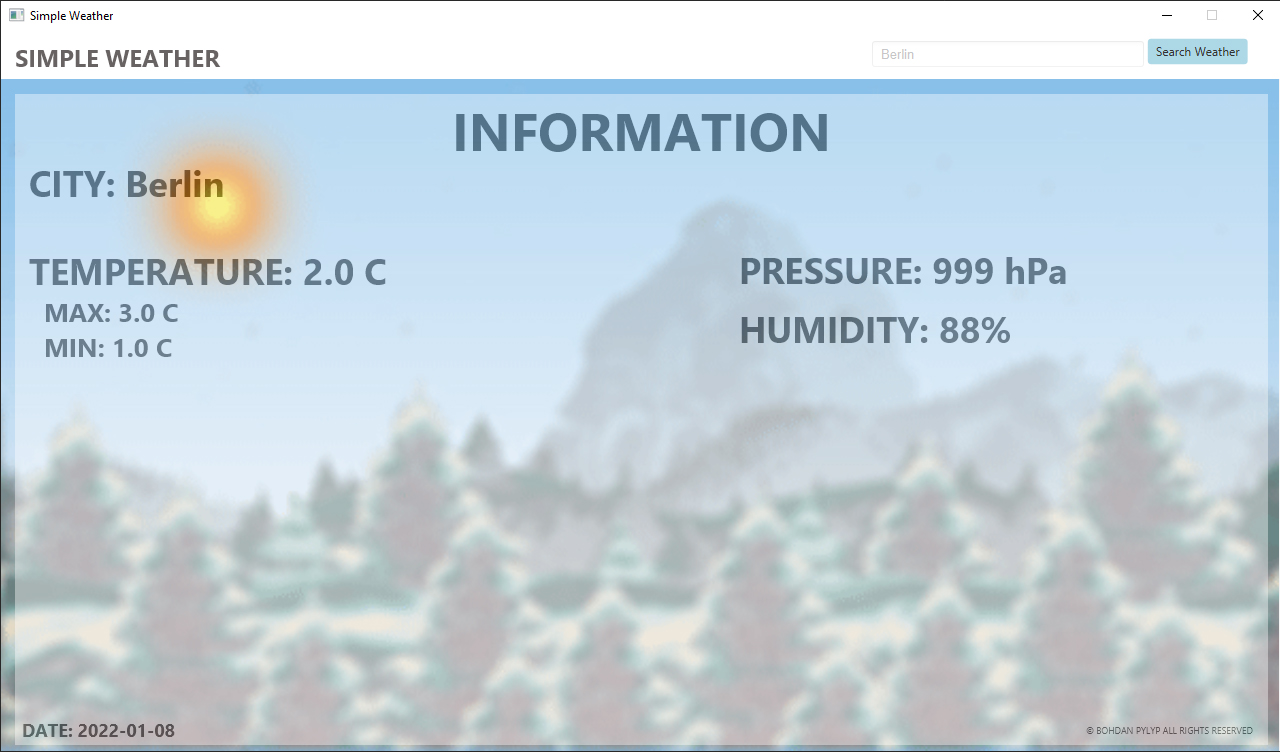 Simple Weather
SIMPLE WEATHER
Berlin
Search Weather
INFORMATION
CITY: Berlin
TEMPERATURE: 2.0 C
MAX: 3.0 C
MIN: 1.0 C
PRESSURE: 999 hPa
HUMIDITY: 88%
DATE: 2022-01-08
© BOHDAN PYLYP ALL RIGHTS RESERVED